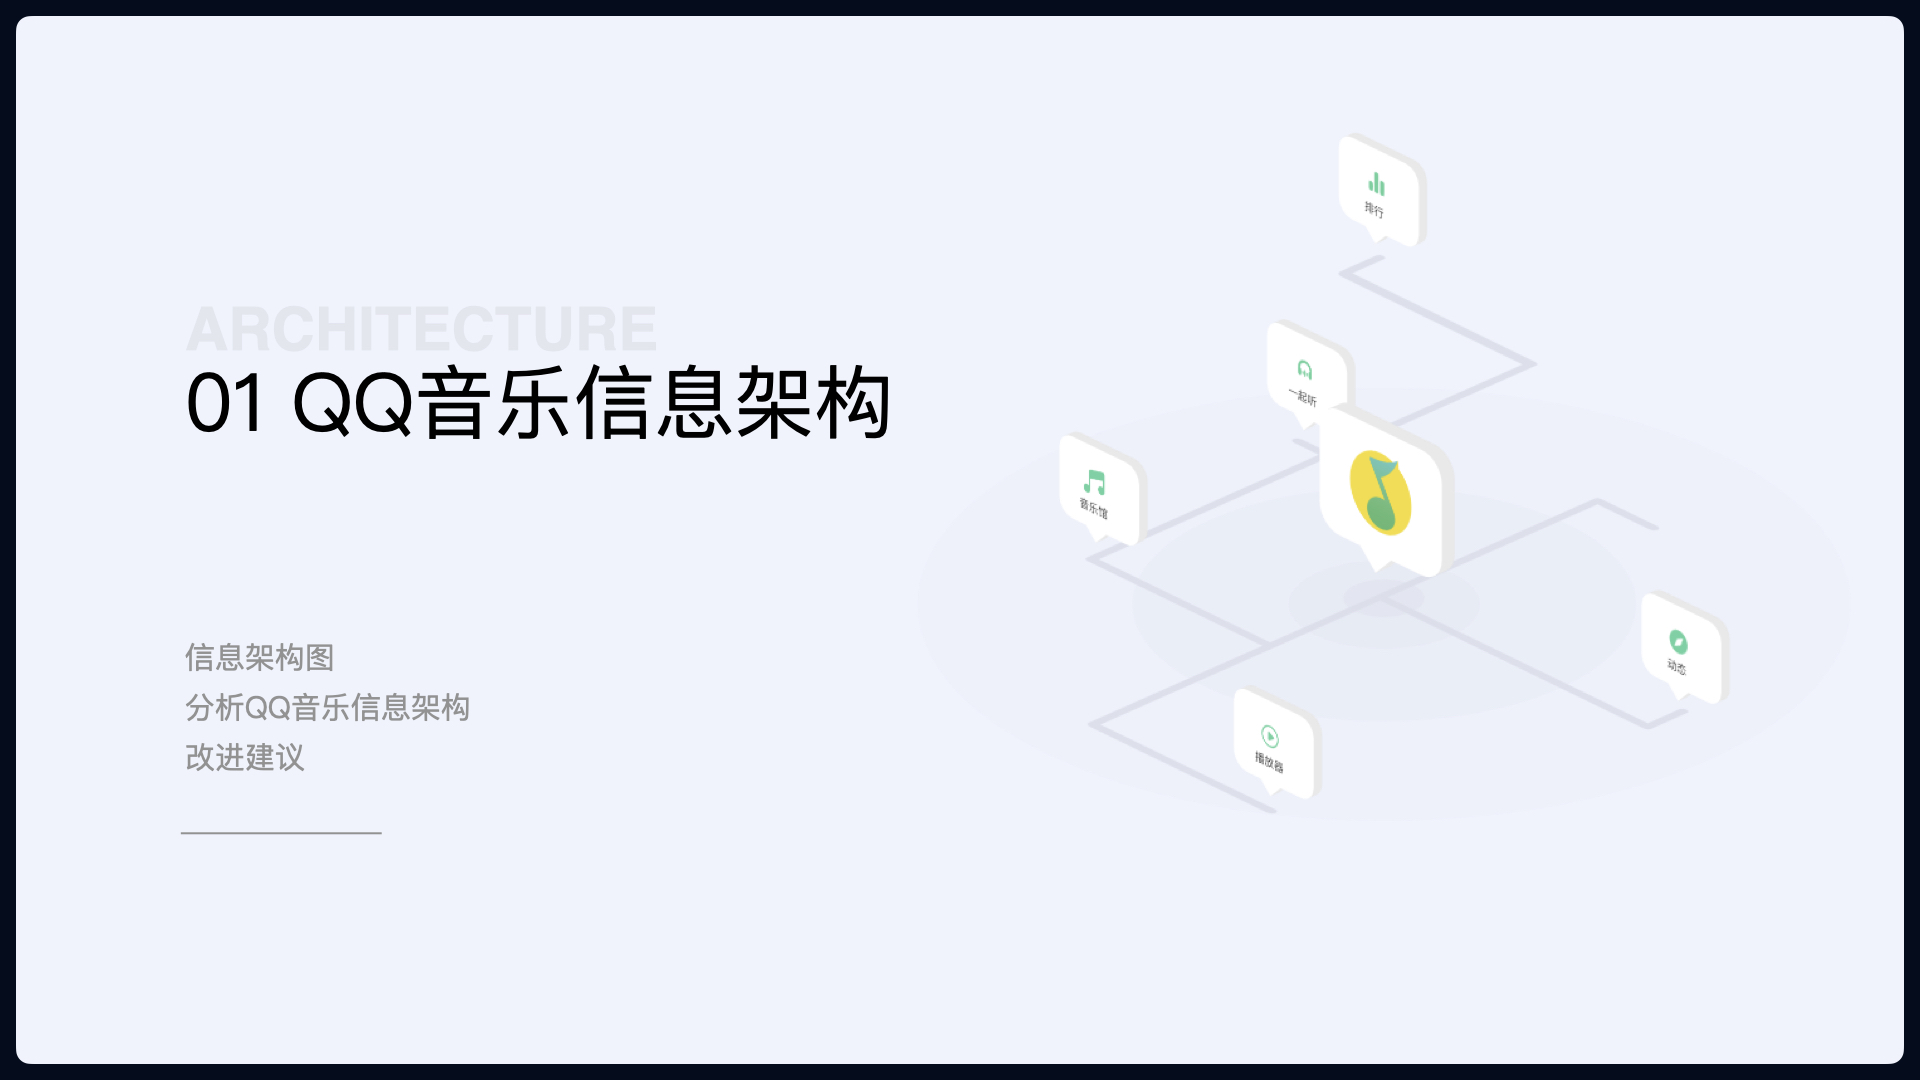 ARCHITECTURE
01 QQ音乐信息架构
信息架构图
分析QQ音乐信息架构
改进建议
排行
一起听
音乐馆
动态
播放器